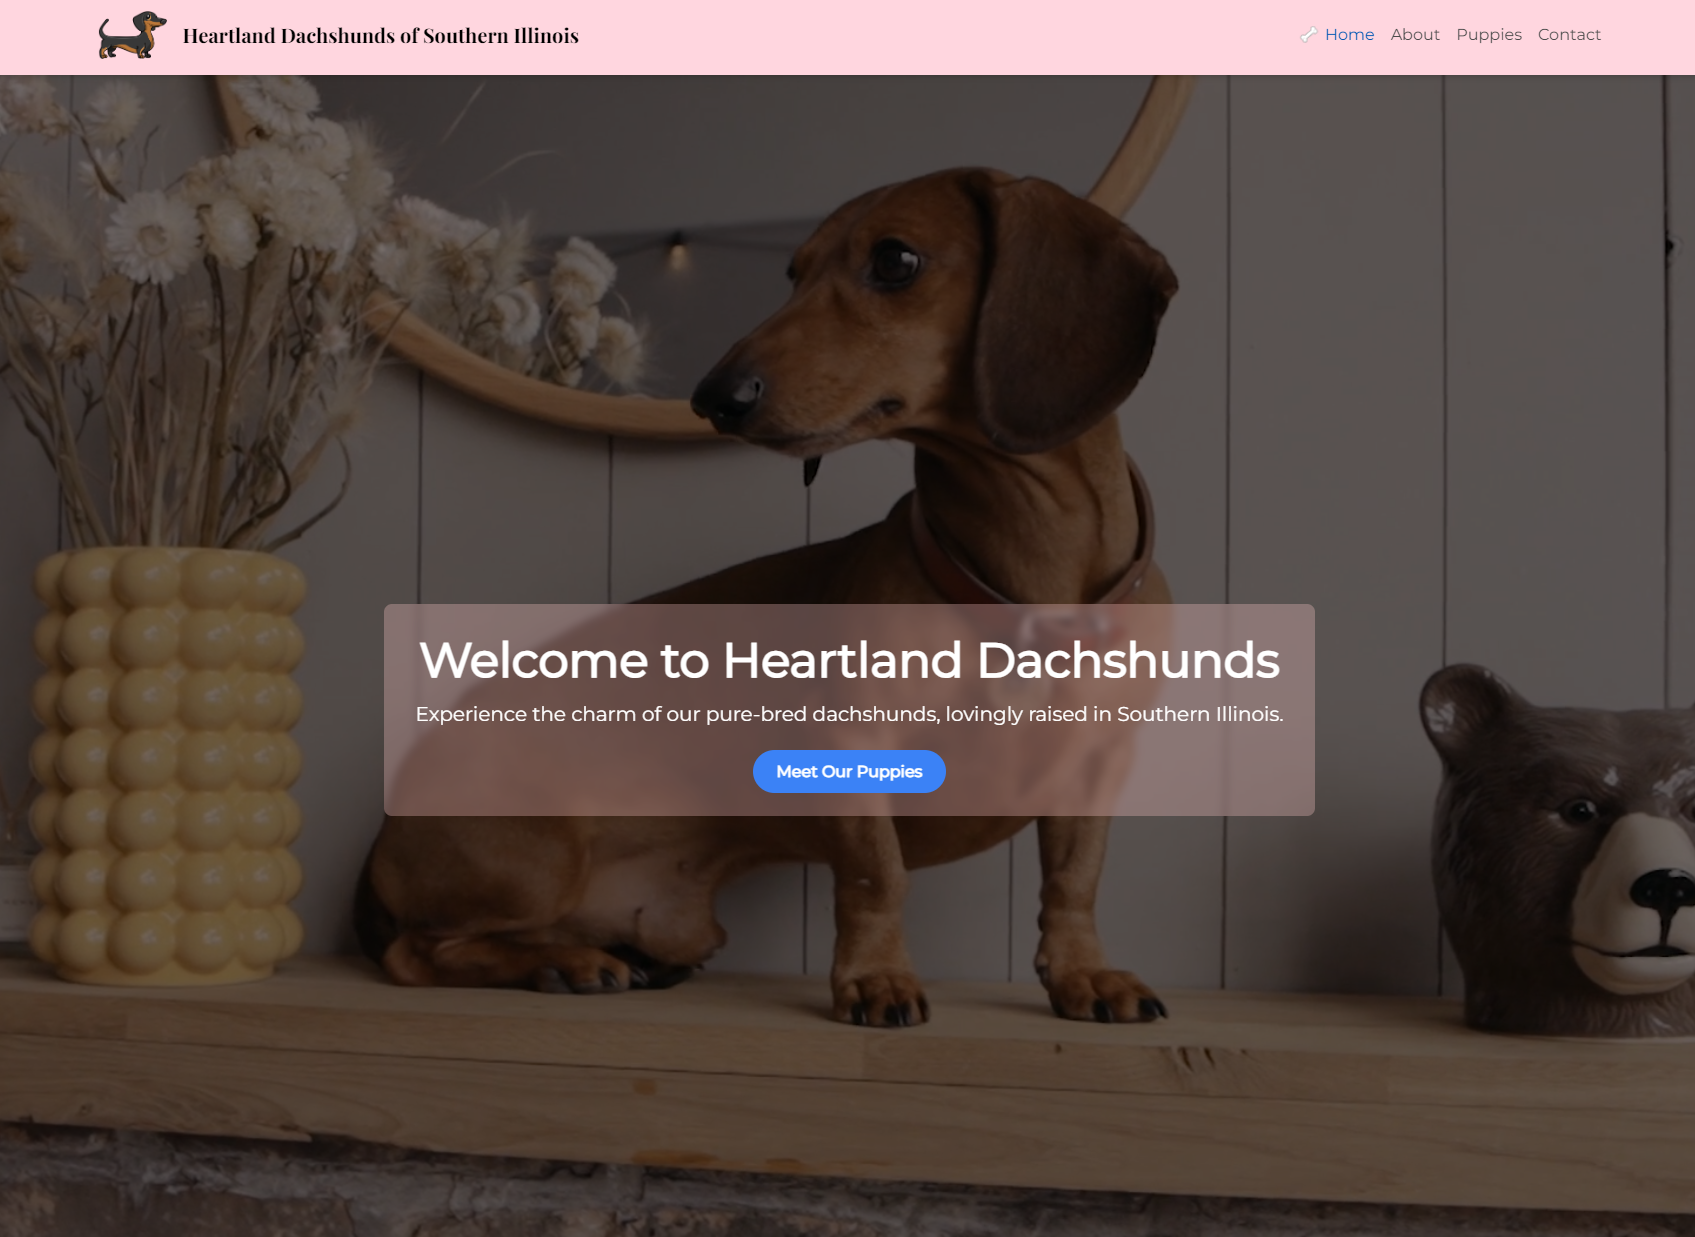 Heartland Dachshunds of Southern Illinois
Home About Puppies Contact
Welcome to Heartland Dachshunds
Experience the charm of our pure-bred dachshunds, lovingly raised in Southern Illinois.
Meet Our Puppies